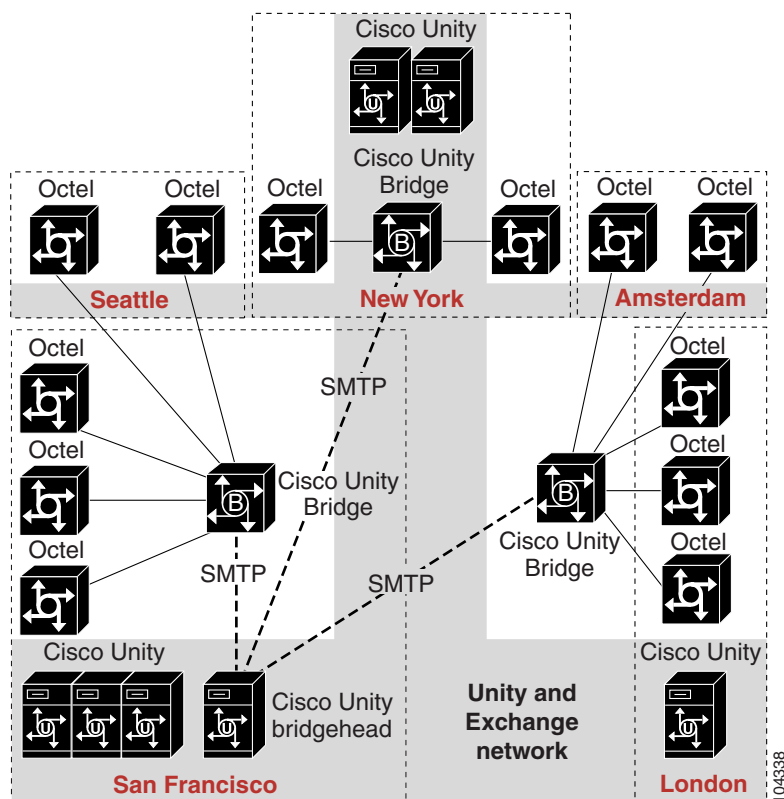 Cisco Unity
U
U
Cisco Unity
Bridge
Octel
Octel
Octel
Octel
Octel
Octel
B
Seattle
New York
Amsterdam
Octel
Octel
SMTP
Octel
Octel
B
Cisco Unity
Bridge
B
Cisco Unity
Bridge
Octel
Octel
SMTP
SMTP
Cisco Unity
Cisco Unity
U
U
U
U
Cisco Unity
bridgehead
Unity and
Exchange
network
U
San Francisco
London
104338